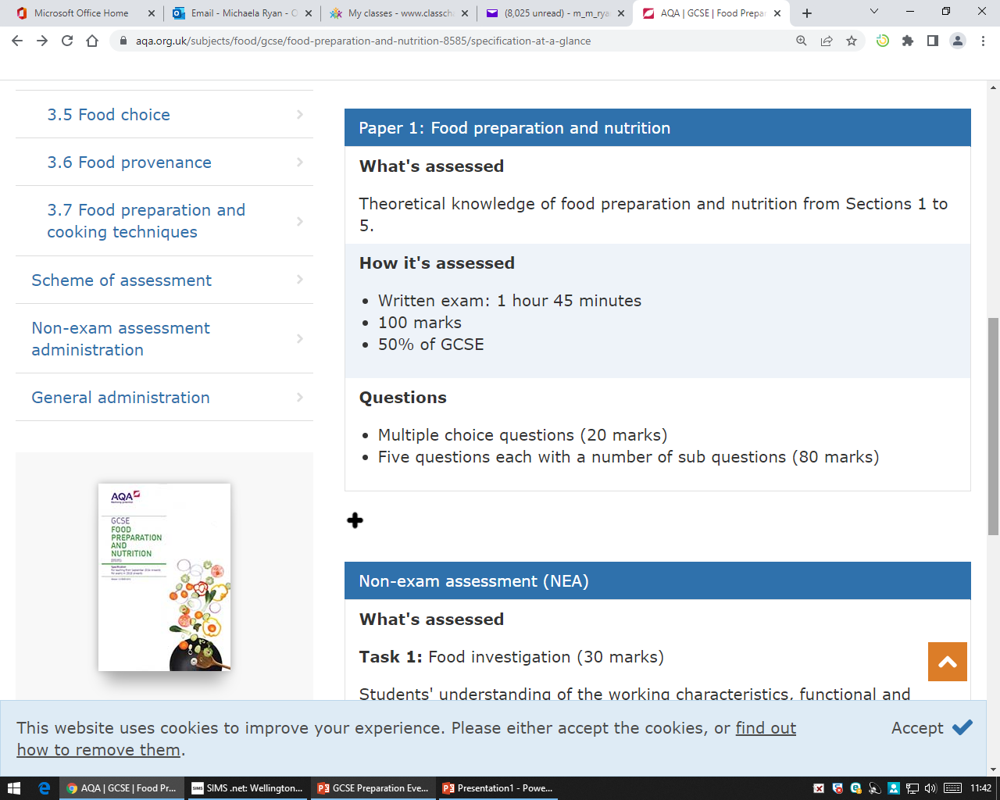 Microsoft Office Home
Email - Michaela Ryan - O
My classes - www.classcha
(8,025 unread) - m_m_rya
AQA | GCSE | Food Prepar
aqa.org.uk/subjects/food/gcse/food-preparation-and-nutrition-8585/specification-at-a-glance
3.5 Food choice
3.6 Food provenance
3.7 Food preparation and
cooking techniques
Scheme of assessment
Non-exam assessment
administration
General administration
AQA
GCSE
FOOD
PREPARATION
AND
NUTRITION
Specification
Paper 1: Food preparation and nutrition
What's assessed
Theoretical knowledge of food preparation and nutrition from Sections 1 to
5.
How it's assessed
• Written exam: 1 hour 45 minutes
• 100 marks
• 50% of GCSE
Questions
• Multiple choice questions (20 marks)
• Five questions each with a number of sub questions (80 marks)
Non-exam assessment (NEA)
What's assessed
Task 1: Food investigation (30 marks)
Students' understanding of the working characteristics, functional and
This website uses cookies to improve your experience. Please either accept the cookies, or find out
how to remove them.
Accept
AQA | GCSE | Food Pr...
SIMS .net: Wellington...
GCSE Preparation Eve...
Presentation1 - Powe...
11:42